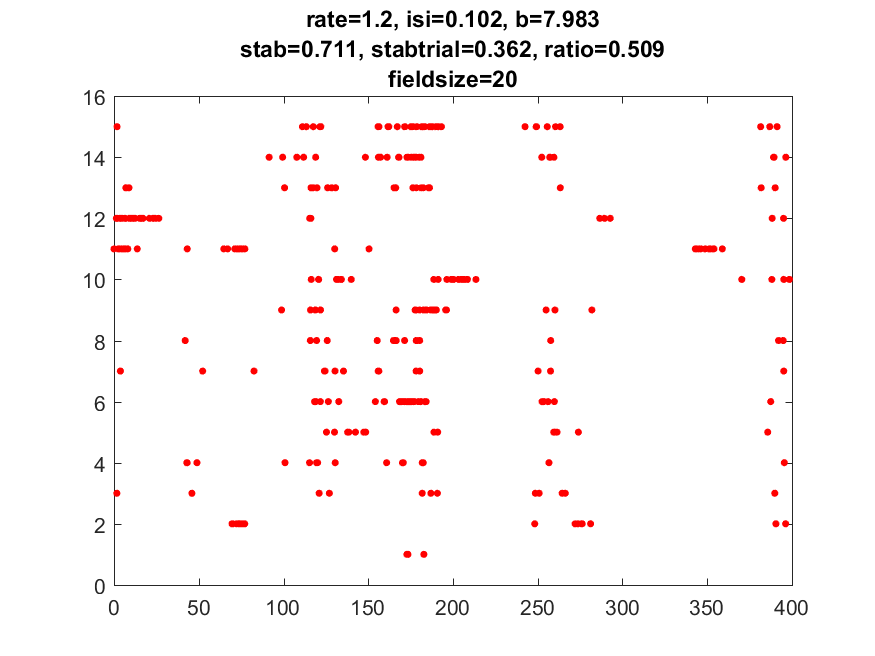 rate=1.2, isi=0.102, b=7.983
stab=0.711, stabtrial=0.362, ratio=0.509
fieldsize=20
16
14
12
10
8
6
4
2
0
0 50 100 150 200 250 300 350 400